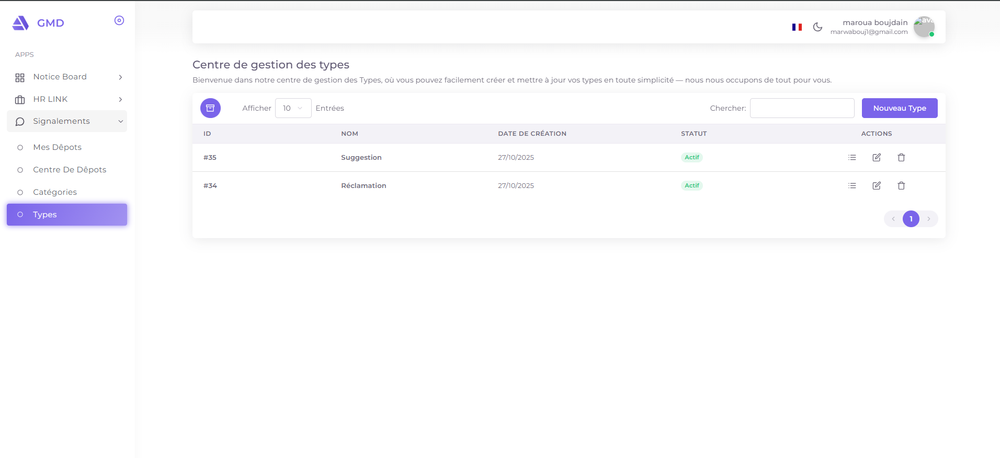 GMD
APPS
Notice Board
HR LINK
Signalements
Mes Dêpots
Centre De Dêpots
Catégories
Types
maroua boujdain
marwabouj1@gmail.com
ava
Centre de gestion des types
Bienvenue dans notre centre de gestion des Types, où vous pouvez facilement créer et mettre à jour vos types en toute simplicité — nous nous occupons de tout pour vous.
Afficher 10 Entrées Chercher: Nouveau Type
ID NOM DATE DE CRÉATION STATUT ACTIONS
#35 Suggestion 27/10/2025 Actif
#34 Réclamation 27/10/2025 Actif
1